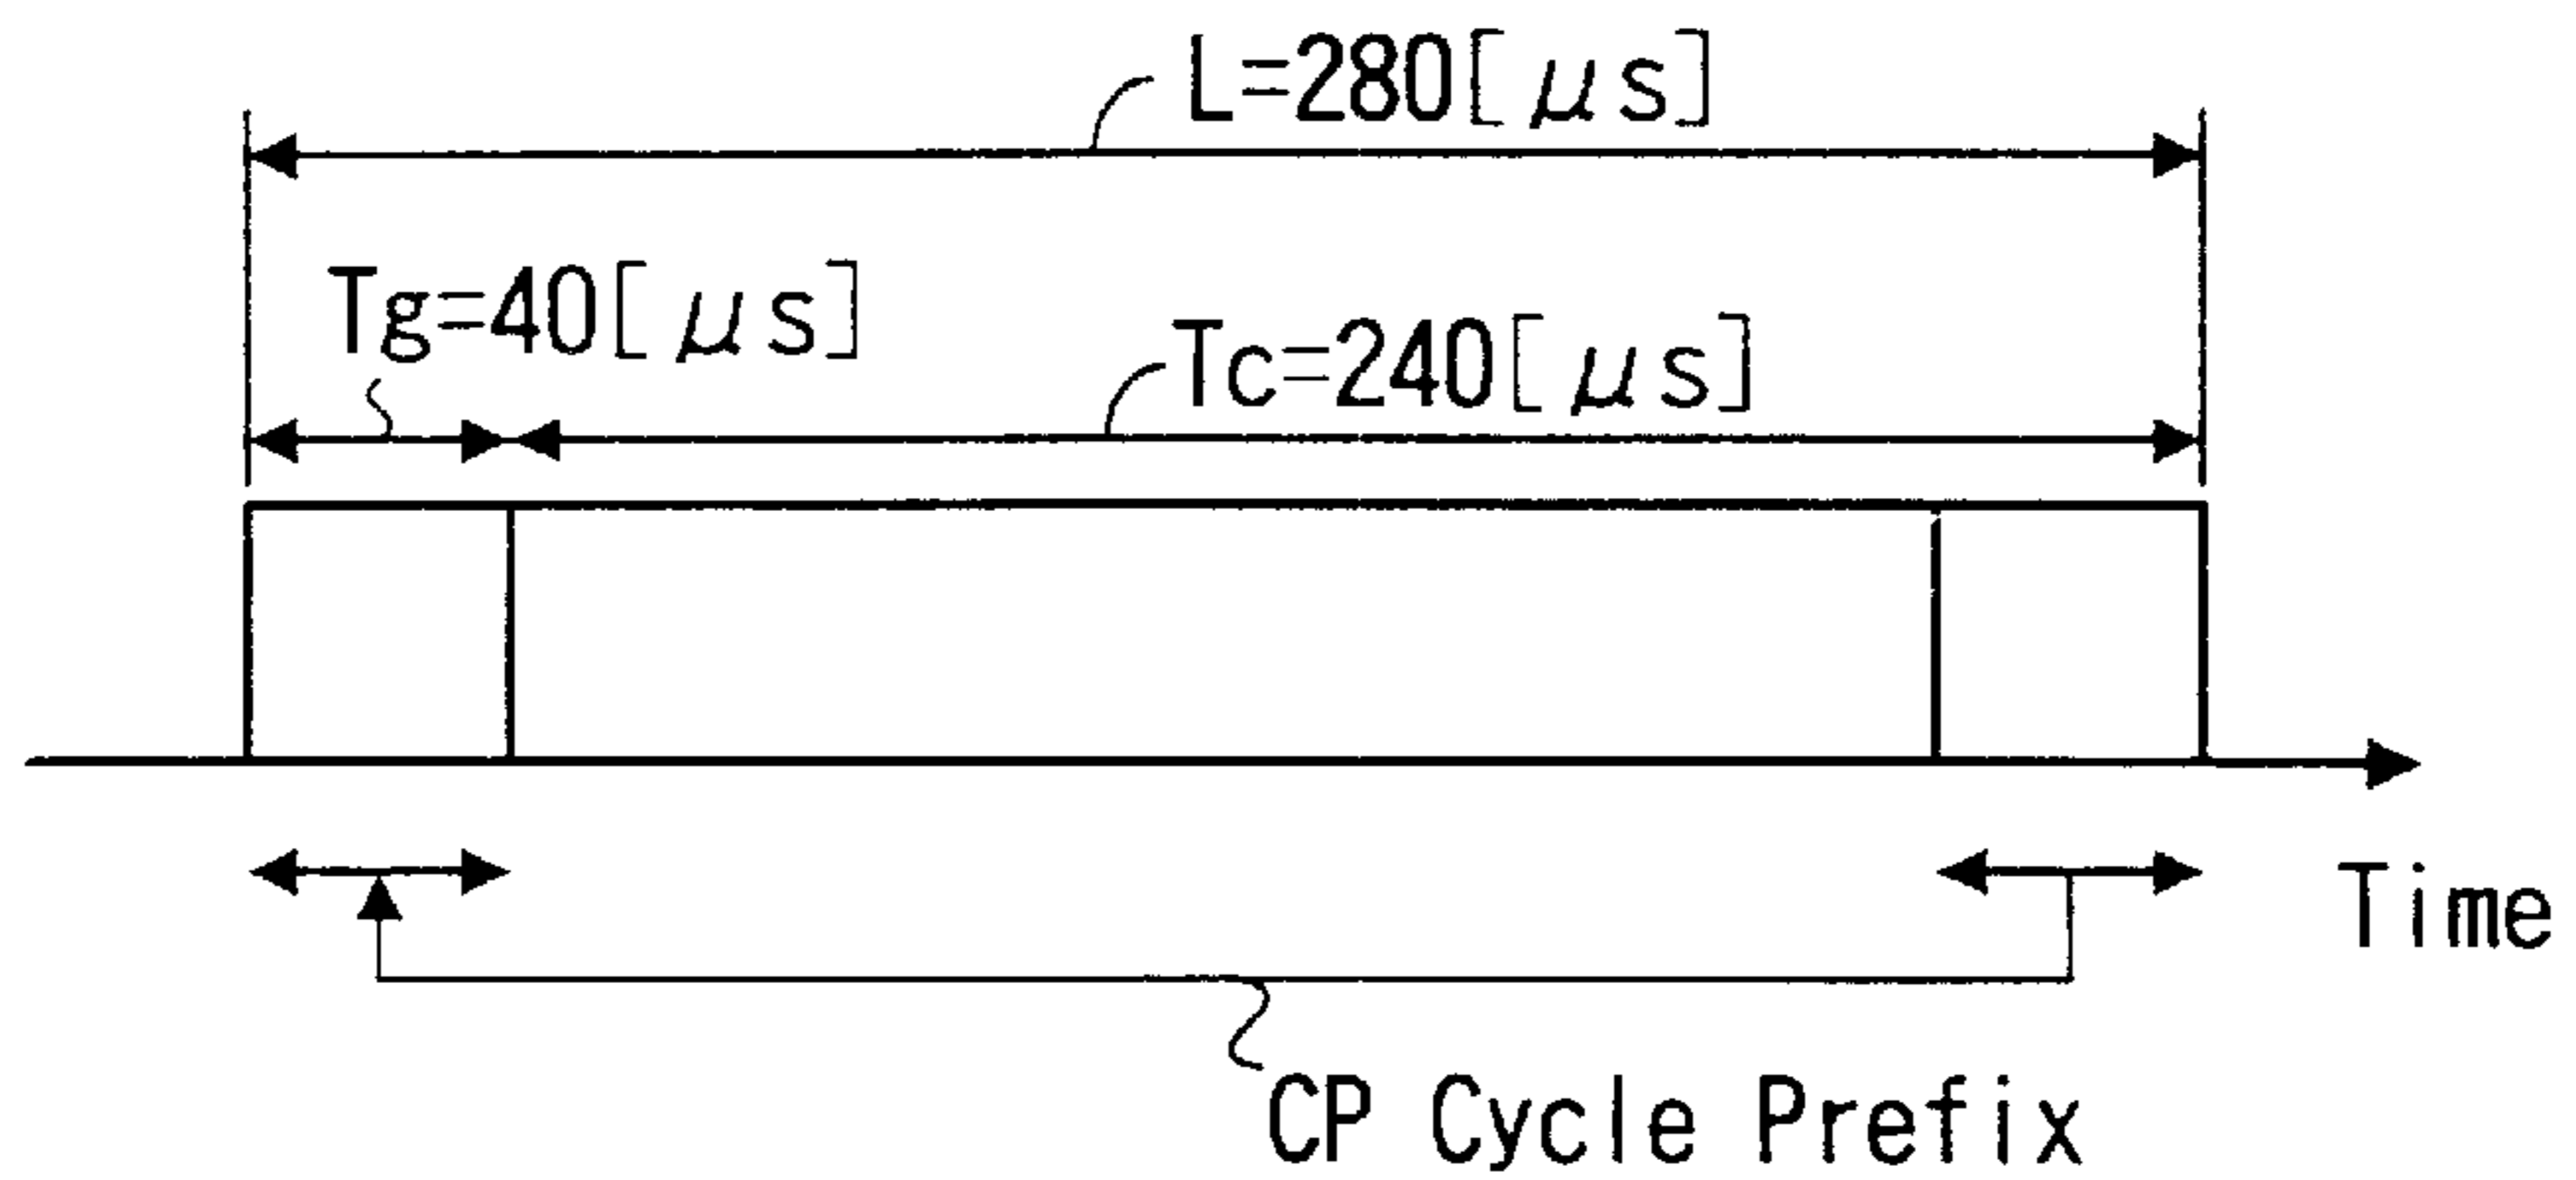 L=280[μs]
Tg=40[μs]
Tc=240[μs]
Time
CP Cycle Prefix